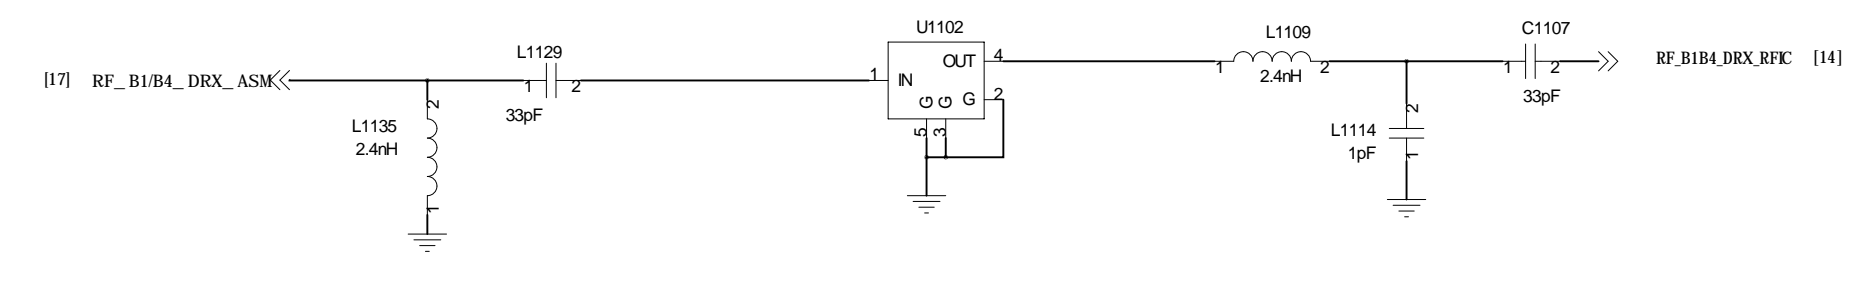 U1102
L1109
C1107
L1129
OUT
4
[17] RF_ B1/B4_ DRX_ ASM
1
2
33pF
1
IN
G
G
G
2
5
3
1
2.4nH
2
1
2
33pF
RF_B1B4_DRX_RFIC [14]
2
L1135
2.4nH
1
2
L1114
1pF
1